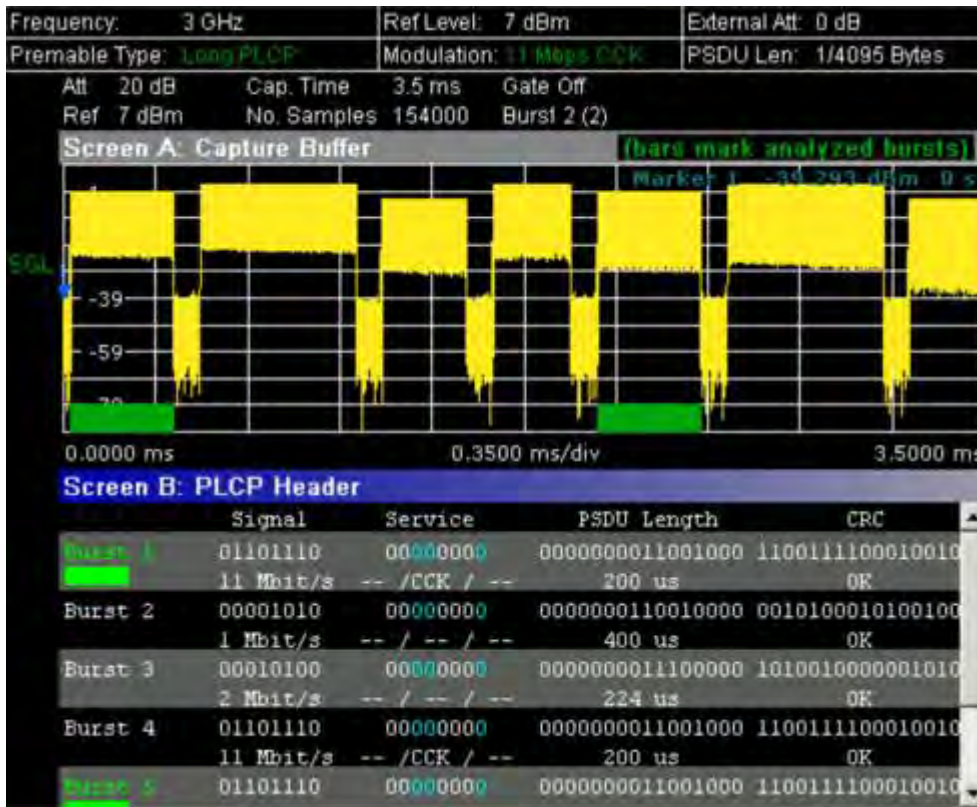 Frequency: 3 GHz Ref Level: 7 dBm External Att: 0 dB
Premable Type: Long PLCP Modulation: 11 Mbps CCK PSDU Len: 1/4095 Bytes
Att 20 dB Cap. Time 3.5 ms Gate Off
Ref 7 dBm No. Samples 154000 Burst 2 (2)
Screen A: Capture Buffer (bars mark analyzed bursts)
Marker 1 -39.293 dBm 0 s
SGL
-39
-59
-79
0.0000 ms 0.3500 ms/div 3.5000 ms
Screen B: PLCP Header
Signal Service PSDU Length CRC
Burst 1 01101110 00000000 0000000011001000 1100111100010010
11 Mbit/s -- /CCK / -- 200 us OK
Burst 2 00001010 00000000 0000000110010000 0010100010100100
1 Mbit/s -- / -- / -- 400 us OK
Burst 3 00010100 00000000 0000000011100000 1010010000001010
2 Mbit/s -- / -- / -- 224 us OK
Burst 4 01101110 00000000 0000000011001000 1100111100010010
11 Mbit/s -- /CCK / -- 200 us OK
Burst 5 01101110 00000000 0000000011001000 1100111100010010